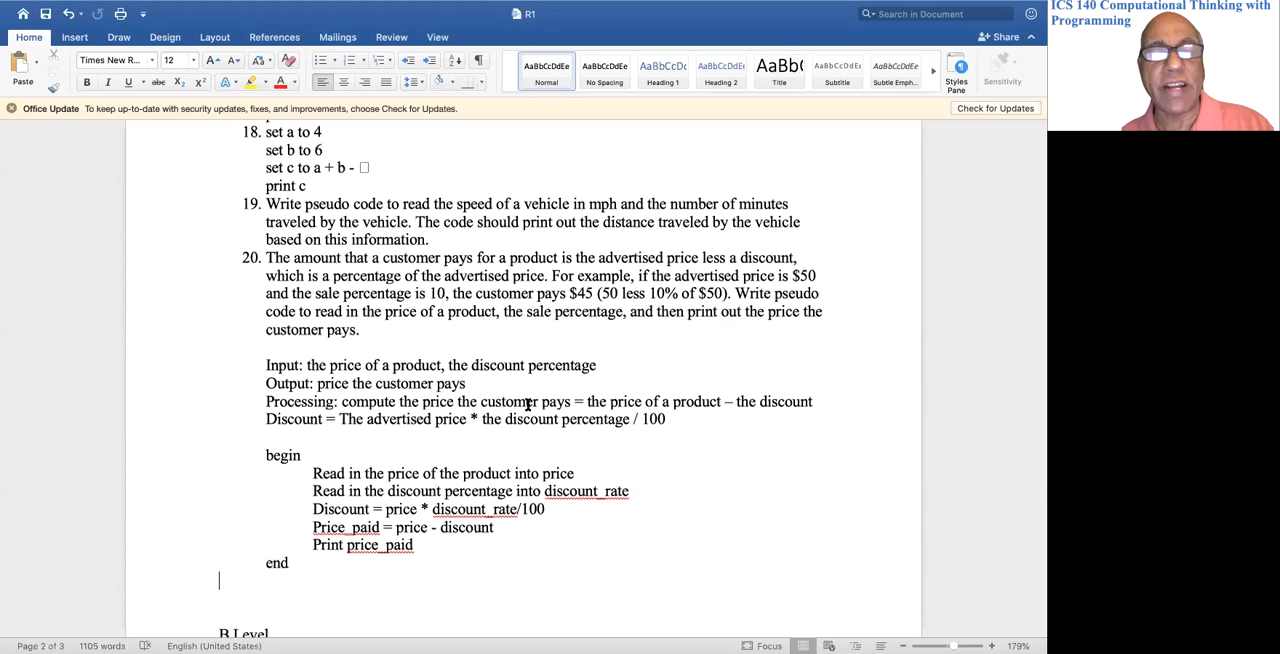 R1
Search in Document
ICS 140 Computational Thinking with
Programming
Home Insert Draw Design Layout References Mailings Review View
Share
Paste
Times New R... 12
AaBbCcDdEe AaBbCcDdEe AaBbCcDc AaBbCcDdEe AaBb( AaBbCcDdEe AaBbCcDdEe
Normal No Spacing Heading 1 Heading 2 Title Subtitle Subtle Emph...
Styles
Pane
Sensitivity
Office Update To keep up-to-date with security updates, fixes, and improvements, choose Check for Updates.
Check for Updates
18. set a to 4
set b to 6
set c to a + b - □
print c
19. Write pseudo code to read the speed of a vehicle in mph and the number of minutes
traveled by the vehicle. The code should print out the distance traveled by the vehicle
based on this information.
20. The amount that a customer pays for a product is the advertised price less a discount,
which is a percentage of the advertised price. For example, if the advertised price is $50
and the sale percentage is 10, the customer pays $45 (50 less 10% of $50). Write pseudo
code to read in the price of a product, the sale percentage, and then print out the price the
customer pays.
Input: the price of a product, the discount percentage
Output: price the customer pays
Processing: compute the price the customer pays = the price of a product – the discount
Discount = The advertised price * the discount percentage / 100
begin
Read in the price of the product into price
Read in the discount percentage into discount_rate
Discount = price * discount_rate/100
Price_paid = price - discount
Print price_paid
end
B Level
Page 2 of 3 1105 words English (United States) Focus 179%